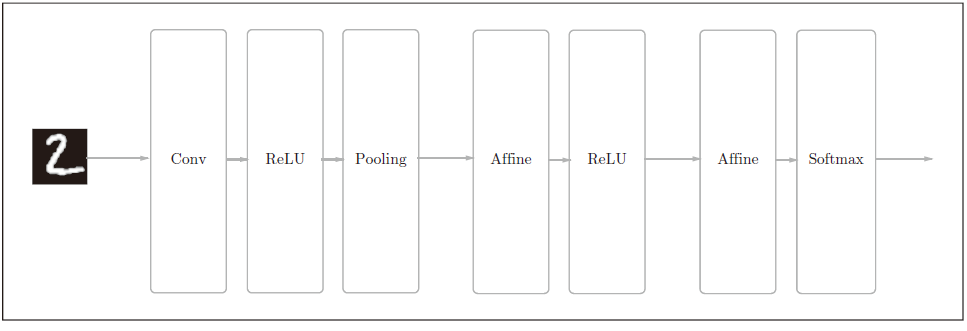 2
Conv
ReLU
Pooling
Affine
ReLU
Affine
Softmax